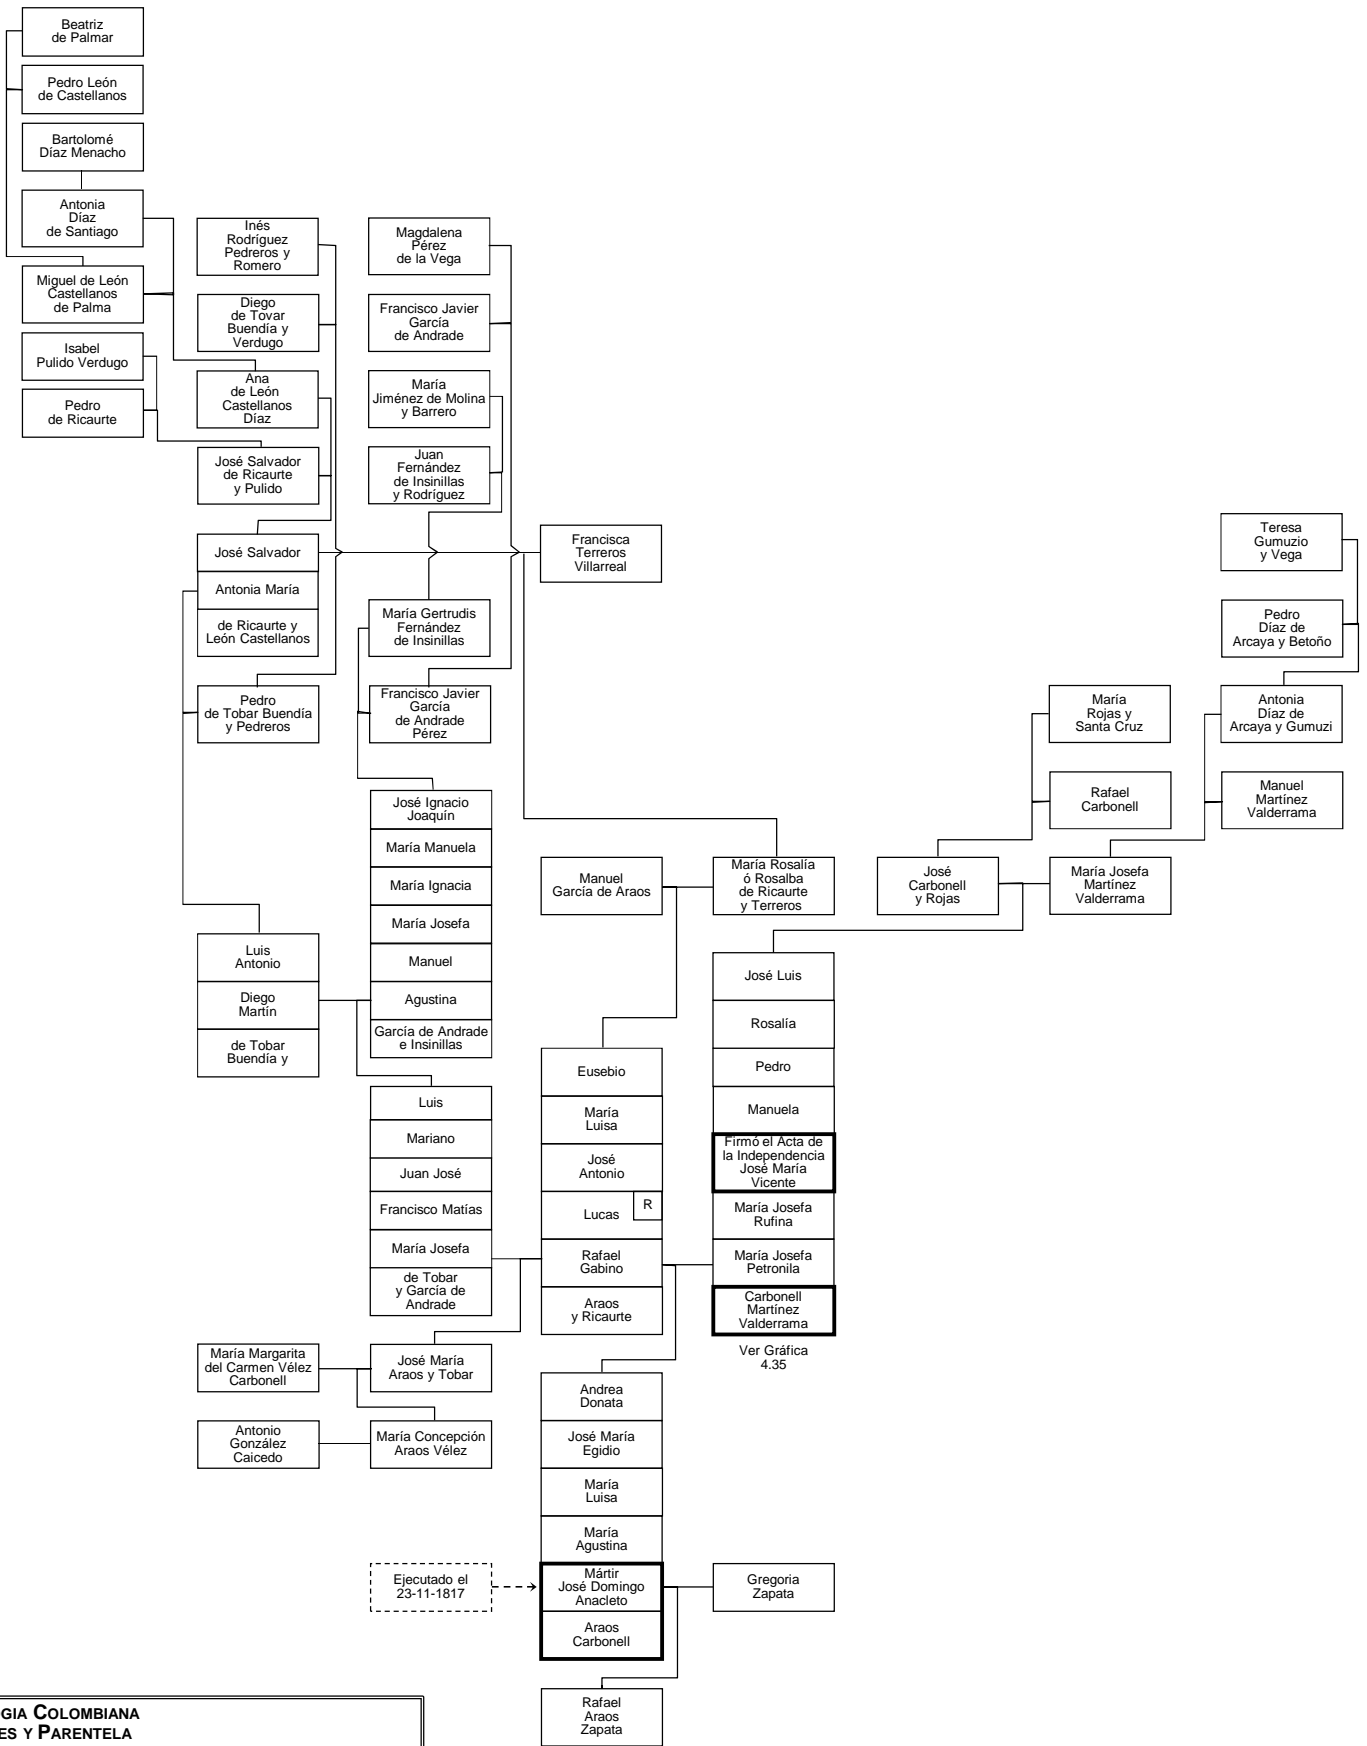 Beatriz
de Palmar
Pedro León
de Castellanos
Bartolomé
Díaz Menacho
Antonia
Díaz
de Santiago
Miguel de León
Castellanos
de Palma
Isabel
Pulido Verdugo
Pedro
de Ricaurte
Inés
Rodríguez
Pedreros y
Romero
Diego
de Tovar
Buendía y
Verdugo
Ana
de León
Castellanos
Díaz
José Salvador
de Ricaurte
y Pulido
José Salvador
Antonia María
de Ricaurte y
León Castellanos
Pedro
de Tobar Buendía
y Pedreros
Magdalena
Pérez
de la Vega
Francisco Javier
García
de Andrade
María
Jiménez de Molina
y Barrero
Juan
Fernández
de Insinillas
y Rodríguez
María Gertrudis
Fernández
de Insinillas
Francisco Javier
García
de Andrade
Pérez
Francisca
Terreros
Villarreal
Teresa
Gumuzio
y Vega
Pedro
Díaz de
Arcaya y Betoño
Antonia
Díaz de
Arcaya y Gumuzi
Manuel
Martínez
Valderrama
María
Rojas y
Santa Cruz
Rafael
Carbonell
José
Carbonell
y Rojas
María Josefa
Martínez
Valderrama
Manuel
García de Araos
María Rosalía
ó Rosalba
de Ricaurte
y Terreros
José Ignacio
Joaquín
María Manuela
María Ignacia
María Josefa
Manuel
Agustina
García de Andrade
e Insinillas
Luis
Antonio
Diego
Martín
de Tobar
Buendía y
Luis
Mariano
Juan José
Francisco Matías
María Josefa
de Tobar
y García de
Andrade
Eusebio
María
Luisa
José
Antonio
Lucas
R
Rafael
Gabino
Araos
y Ricaurte
José Luis
Rosalía
Pedro
Manuela
Firmó el Acta de
la Independencia
José María
Vicente
María Josefa
Rufina
María Josefa
Petronila
Carbonell
Martínez
Valderrama
Ver Gráfica
4.35
María Margarita
del Carmen Vélez
Carbonell
José María
Araos y Tobar
Antonio
González
Caicedo
María Concepción
Araos Vélez
Andrea
Donata
José María
Egidio
María
Luisa
María
Agustina
Ejecutado el
23-11-1817
Mártir
José Domingo
Anacleto
Araos
Carbonell
Gregoria
Zapata
Rafael
Araos
Zapata
GIA COLOMBIANA
ES Y PARENTELA